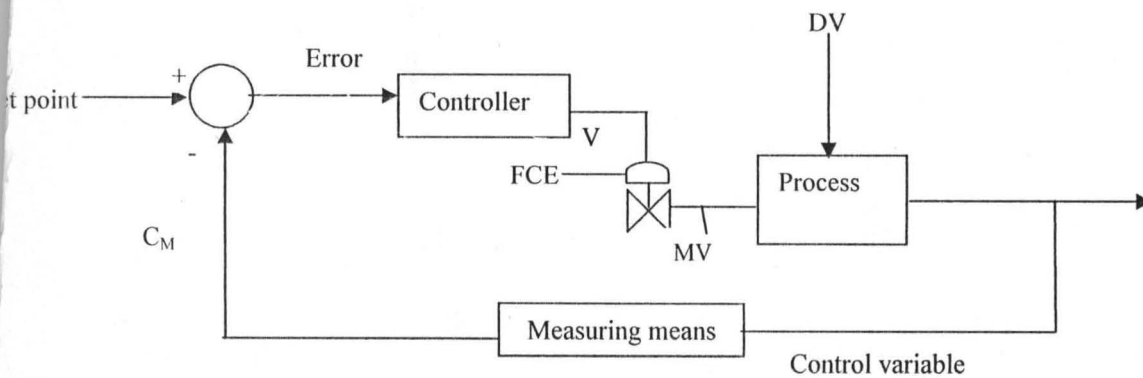 DV
Error
+
point
Controller
V
-
FCE
Process
C_M
MV
Measuring means
Control variable